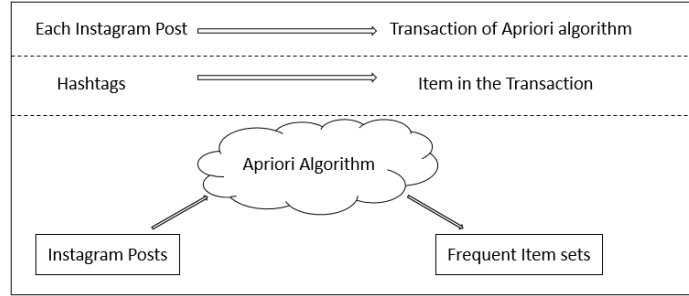 Each Instagram Post Transaction of Apriori algorithm
Hashtags Item in the Transaction
Apriori Algorithm
Instagram Posts Frequent Item sets